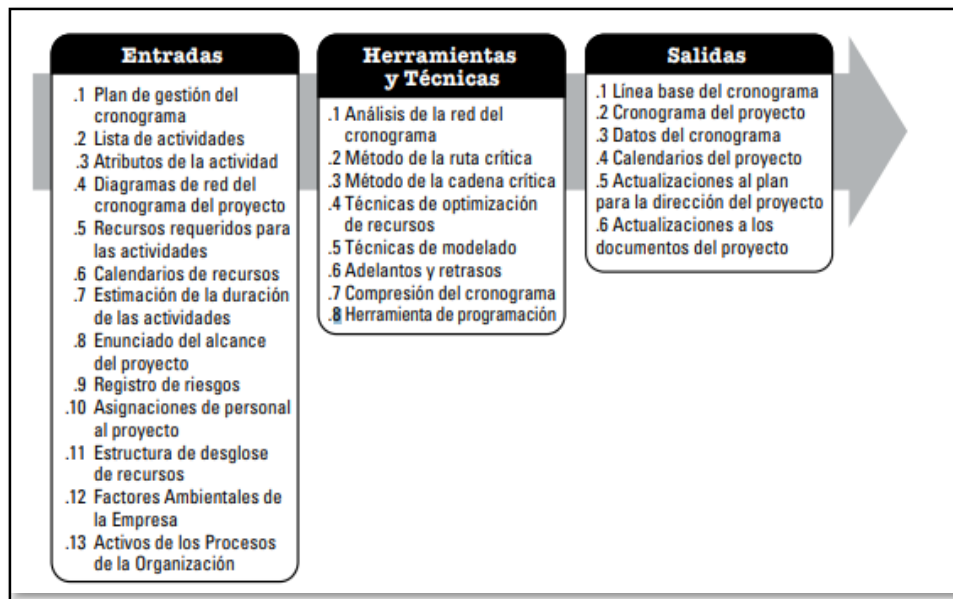 Entradas
.1 Plan de gestión del
cronograma
.2 Lista de actividades
.3 Atributos de la actividad
.4 Diagramas de red del
cronograma del proyecto
.5 Recursos requeridos para
las actividades
.6 Calendarios de recursos
.7 Estimación de la duración
de las actividades
.8 Enunciado del alcance
del proyecto
.9 Registro de riesgos
.10 Asignaciones de personal
al proyecto
.11 Estructura de desglose
de recursos
.12 Factores Ambientales de
la Empresa
.13 Activos de los Procesos
de la Organización
Herramientas
y Técnicas
.1 Análisis de la red del
cronograma
.2 Método de la ruta crítica
.3 Método de la cadena crítica
.4 Técnicas de optimización
de recursos
.5 Técnicas de modelado
.6 Adelantos y retrasos
.7 Compresión del cronograma
.8 Herramienta de programación
Salidas
.1 Línea base del cronograma
.2 Cronograma del proyecto
.3 Datos del cronograma
.4 Calendarios del proyecto
.5 Actualizaciones al plan
para la dirección del proyecto
.6 Actualizaciones a los
documentos del proyecto